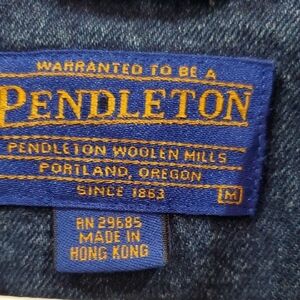 WARRANTED TO BE A
PENDLETON
PENDLETON WOOLEN MILLS
PORTLAND, OREGON
SINCE 1863
M
RN 29685
MADE IN
HONG KONG